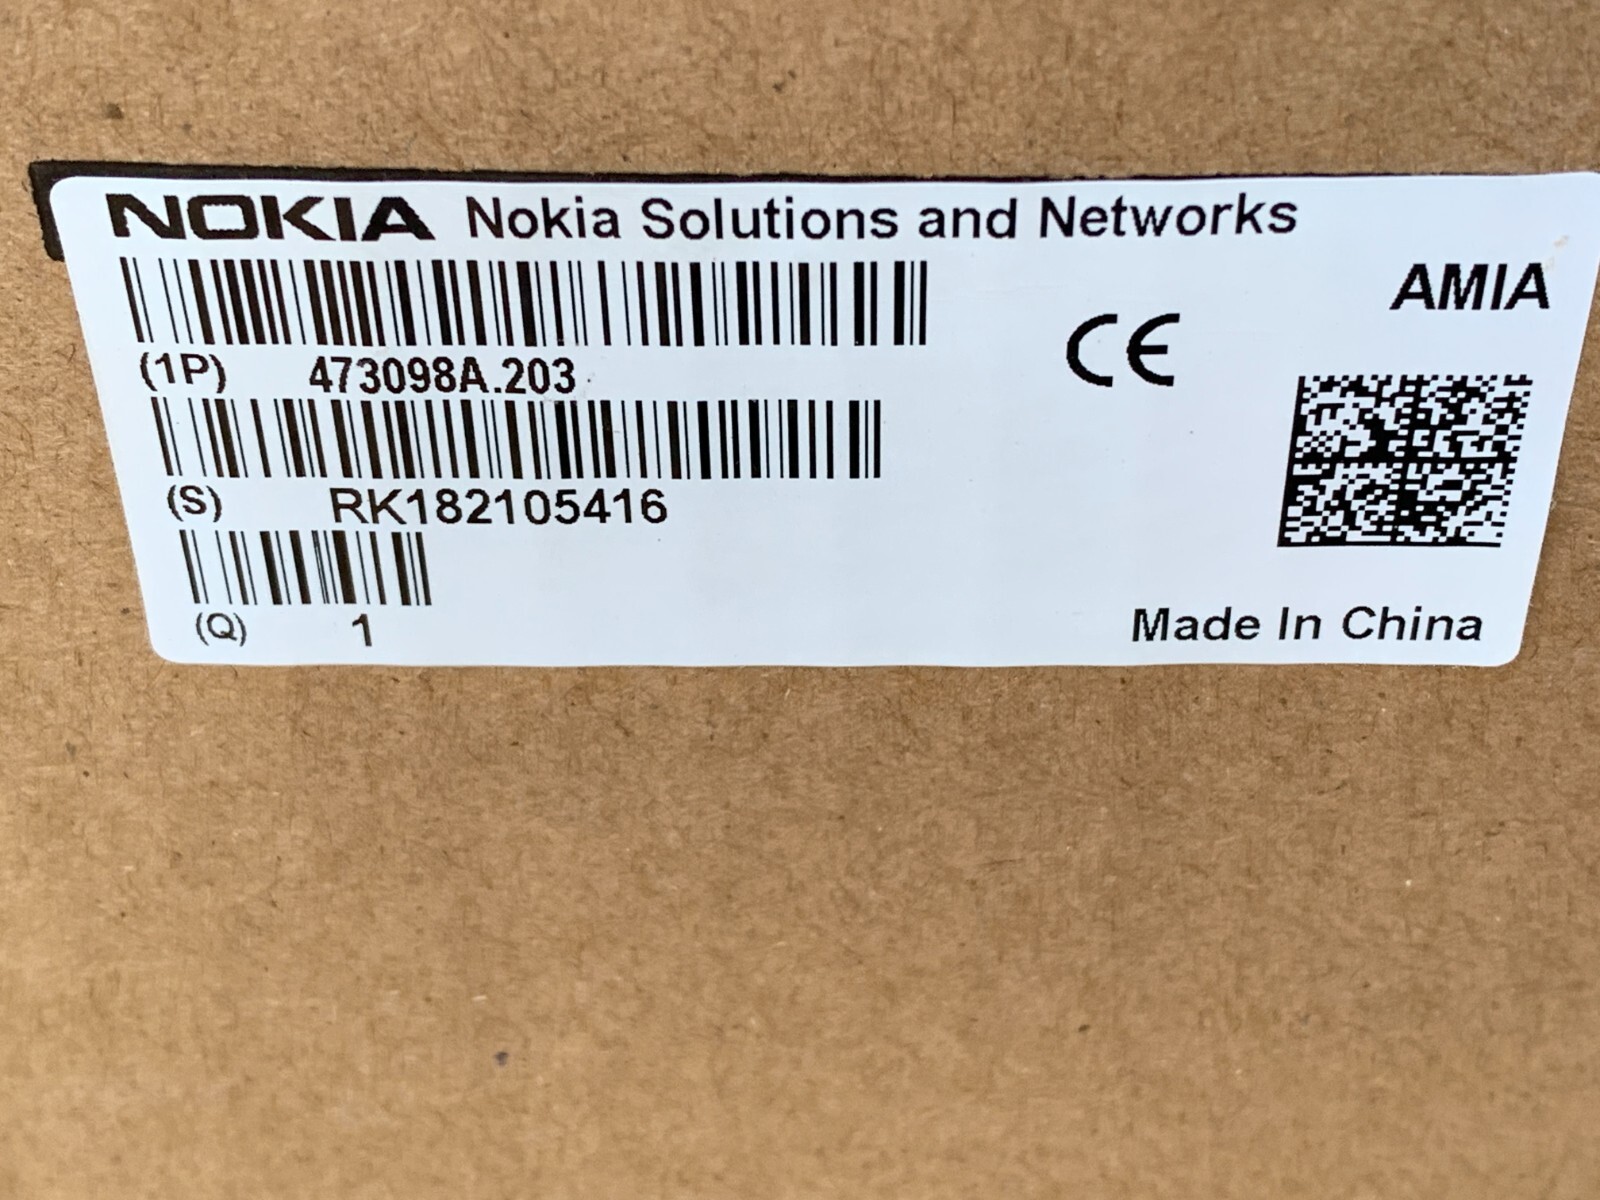 NOKIA Nokia Solutions and Networks
AMIA
CE
(1P) 473098A.203
(S) RK182105416
(Q) 1
Made In China